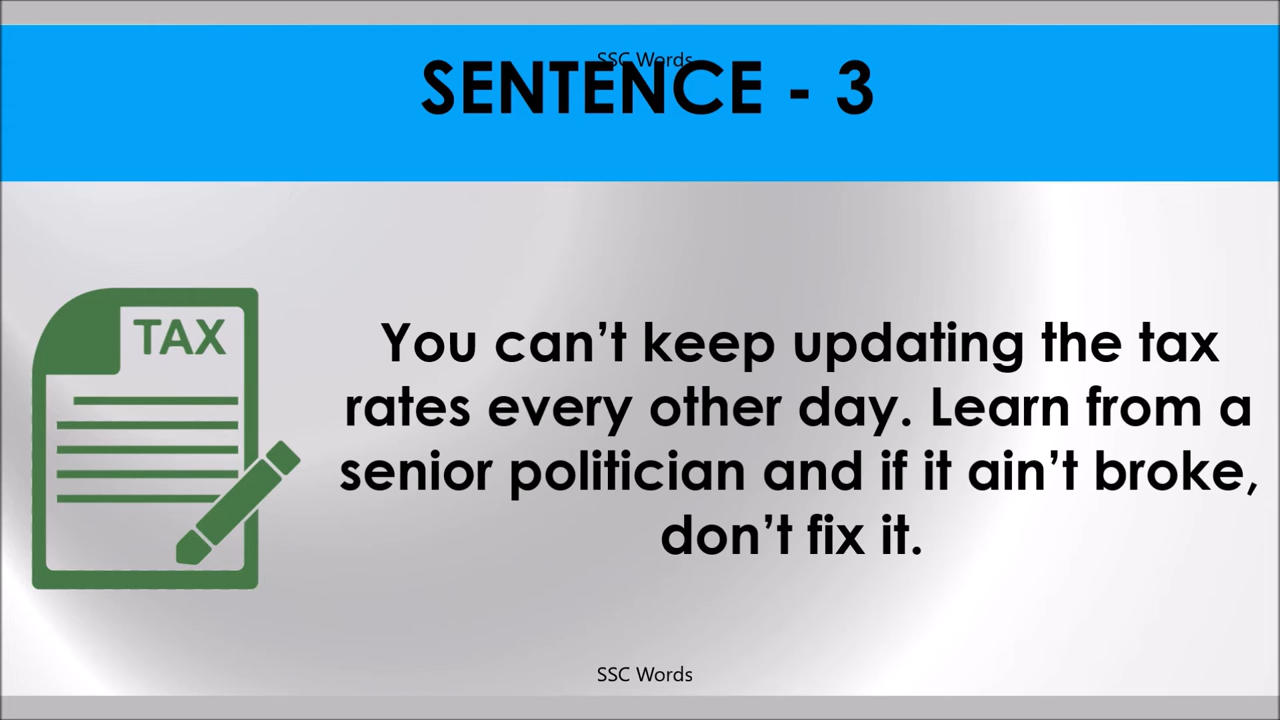 SSC Words
SENTENCE - 3
TAX
You can’t keep updating the tax
rates every other day. Learn from a
senior politician and if it ain’t broke,
don’t fix it.
SSC Words